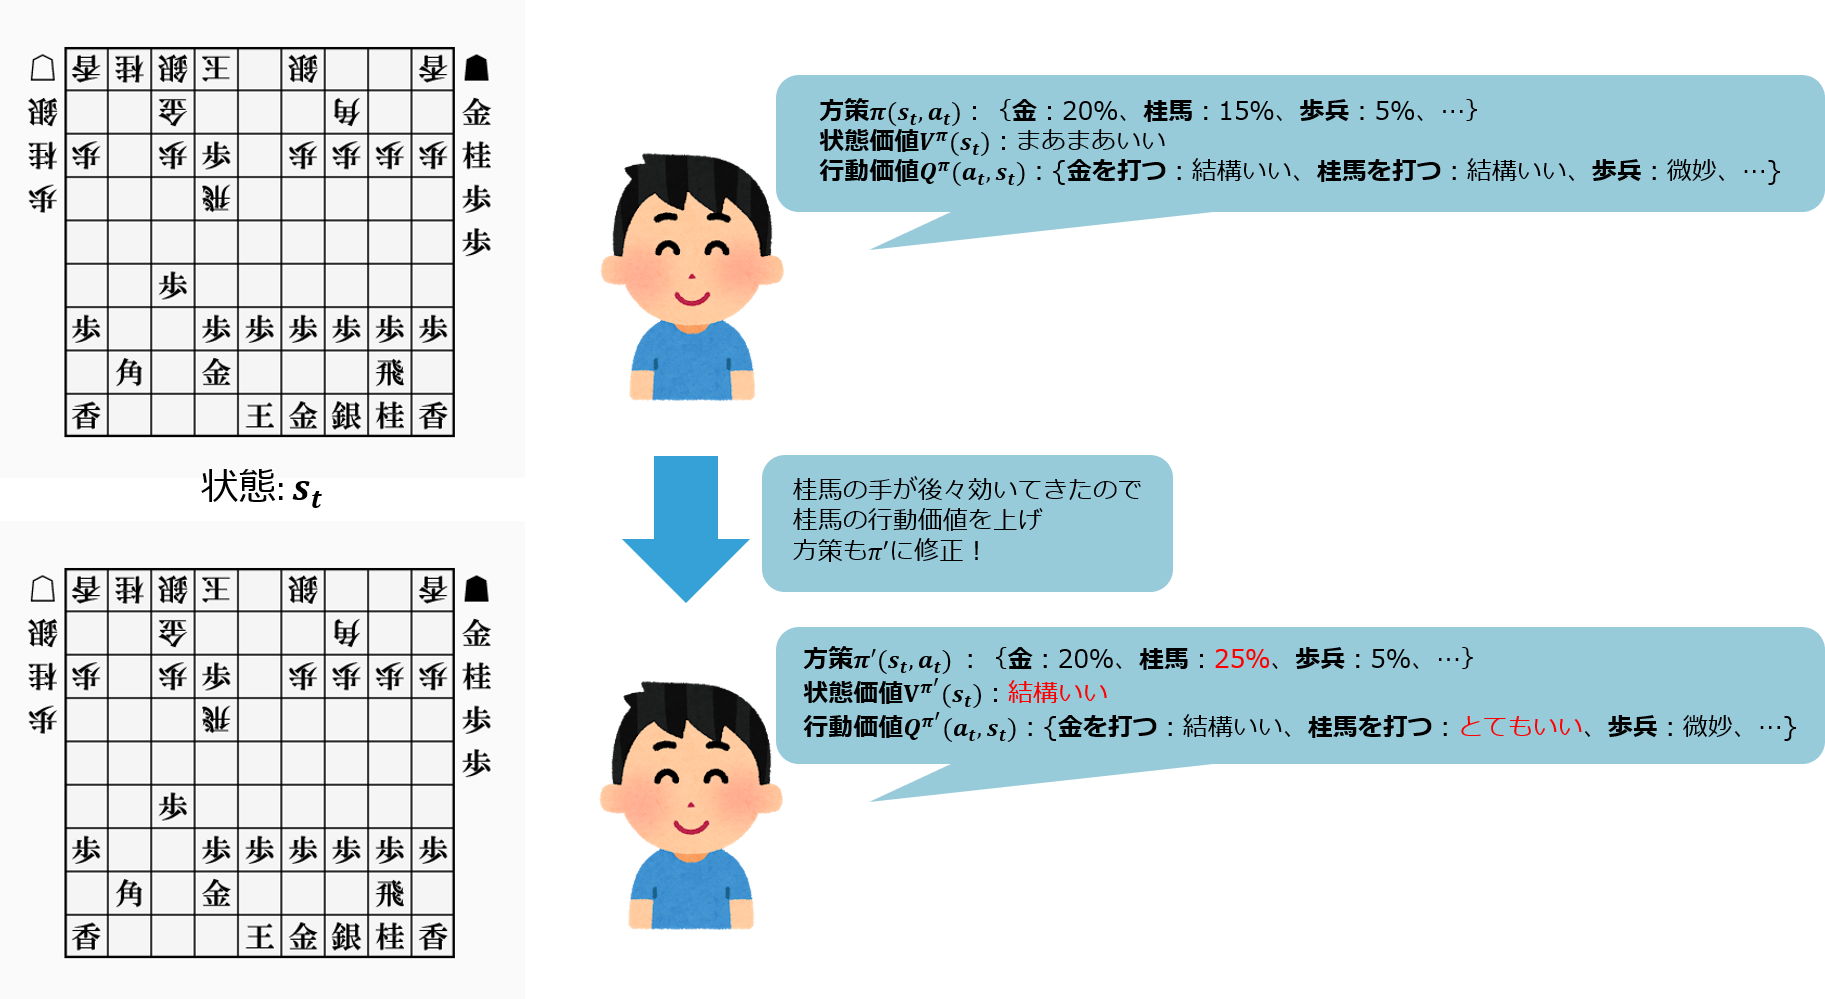 香 桂 銀 王 銀 香
銀 金 角 金
桂 歩 歩 歩 歩 歩 歩 歩 桂
歩 飛 歩
歩
歩
歩 歩 歩 歩 歩 歩 歩
角 金 飛
香 王 金 銀 桂 香
状態: s_t
方策π(s_t, a_t)：｛金：20%、桂馬：15%、歩兵：5%、…｝
状態価値V^π(s_t)：まあまあいい
行動価値Q^π(a_t, s_t)：{金を打つ：結構いい、桂馬を打つ：結構いい、歩兵：微妙、…}
桂馬の手が後々効いてきたので
桂馬の行動価値を上げ
方策もπ′に修正！
香 桂 銀 王 銀 香
銀 金 角 金
桂 歩 歩 歩 歩 歩 歩 歩 桂
歩 飛 歩
歩
歩
歩 歩 歩 歩 歩 歩 歩
角 金 飛
香 王 金 銀 桂 香
方策π′(s_t, a_t)：｛金：20%、桂馬：25%、歩兵：5%、…｝
状態価値V^π′(s_t)：結構いい
行動価値Q^π′(a_t, s_t)：{金を打つ：結構いい、桂馬を打つ：とてもいい、歩兵：微妙、…}